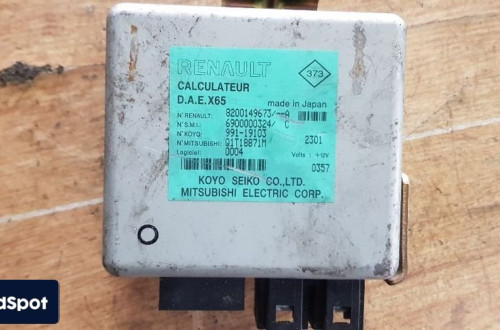 RENAULT
373
CALCULATEUR
D.A.E.X65
made in Japan
N° RENAULT: 8200149673/--A
N° S.M.I.: 6900000324/ C
N° KOYO: 991-19103 2301
N° MITSUBISHI: Q1T18871M
Logiciel: 0004 Volts : +12V
0357
KOYO SEIKO CO.,LTD.
MITSUBISHI ELECTRIC CORP.
dSpot